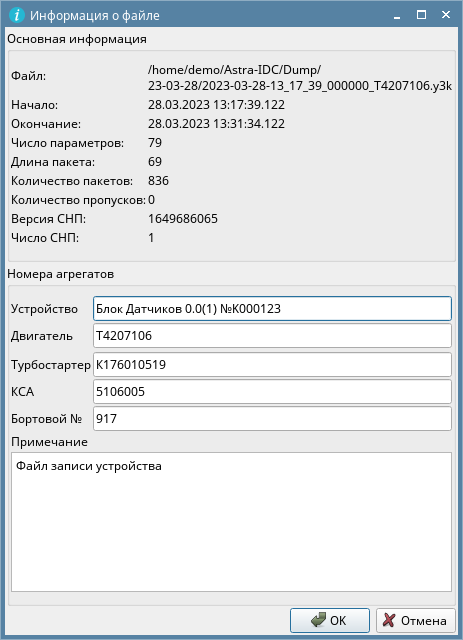 Информация о файле
Основная информация
Файл: /home/demo/Astra-IDC/Dump/
23-03-28/2023-03-28-13_17_39_000000_T4207106.y3k
Начало: 28.03.2023 13:17:39.122
Окончание: 28.03.2023 13:31:34.122
Число параметров: 79
Длина пакета: 69
Количество пакетов: 836
Количество пропусков: 0
Версия СНП: 1649686065
Число СНП: 1
Номера агрегатов
Устройство Блок Датчиков 0.0(1) №K000123
Двигатель Т4207106
Турбостартер К176010519
КСА 5106005
Бортовой № 917
Примечание
Файл записи устройства
OK Отмена